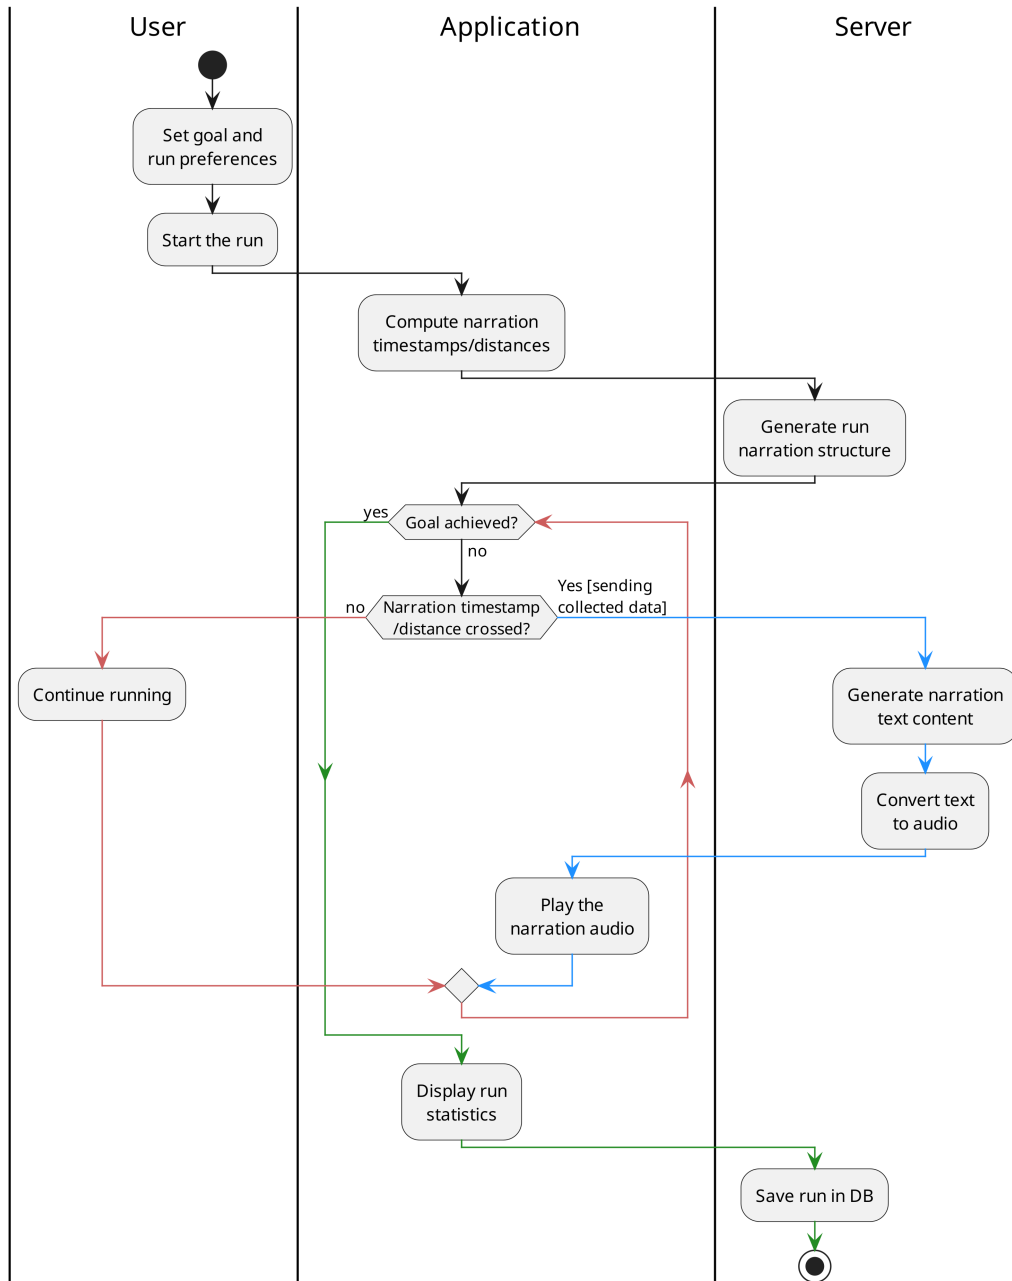 User
Application
Server
Set goal and
run preferences
Start the run
Compute narration
timestamps/distances
Generate run
narration structure
yes
Goal achieved?
no
Yes [sending
collected data]
no
Narration timestamp
/distance crossed?
Continue running
Generate narration
text content
Convert text
to audio
Play the
narration audio
Display run
statistics
Save run in DB